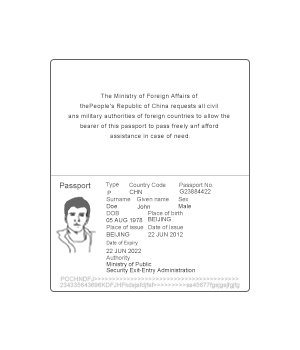 The Ministry of Foreign Affairs of
thePeople's Republic of China requests all civil
ans military authorities of foreign countries to allow the
bearer of this passport to pass freely anf afford
assistance in case of need.
Passport
Type Country Code Passport No.
P CHN G23884422
Surname Given name Sex
Doe John Male
DOB Place of birth
05 AUG 1978 BEIJING
Place of issue Date of Issue
BEIJING 22 JUN 2012
Date of Expiry
22 JUN 2022
Authority
Ministry of Public
Security Exit-Entry Administration